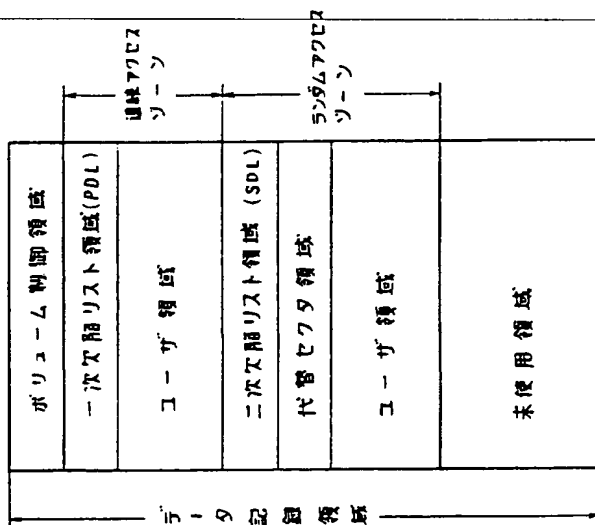 ボリューム制御領域
一次欠陥リスト領域(PDL)
ユーザ領域
二次欠陥リスト領域(SDL)
代替セクタ領域
ユーザ領域
未使用領域
連続アクセス
ゾーン
ランダムアクセス
ゾーン
データ記録領域